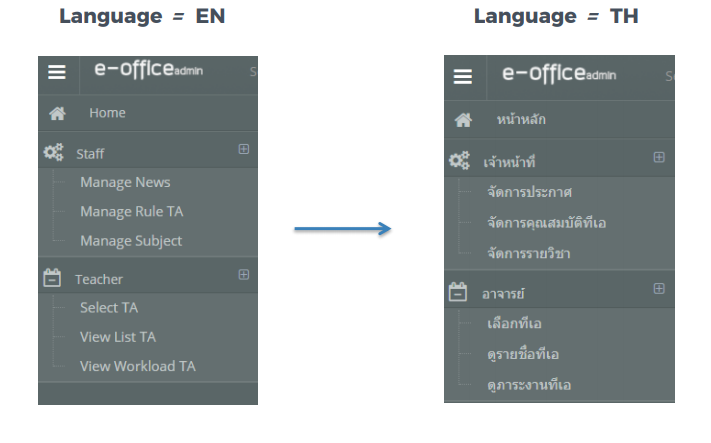 Language = EN
e-office admin
S
Home
Staff
Manage News
Manage Rule TA
Manage Subject
Teacher
Select TA
View List TA
View Workload TA
Language = TH
e-office admin
หน้าหลัก
เจ้าหน้าที่
จัดการประกาศ
จัดการคุณสมบัติทีเอ
จัดการรายวิชา
อาจารย์
เลือกทีเอ
ดูรายชื่อทีเอ
ดูภาระงานทีเอ